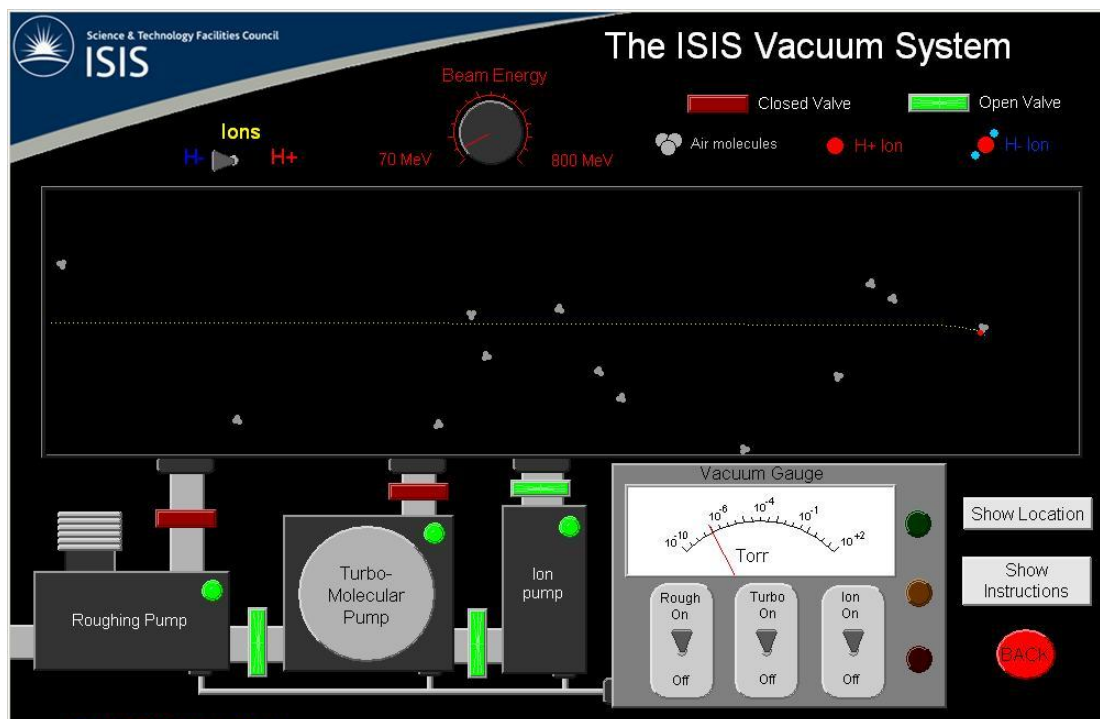 Science & Technology Facilities Council
ISIS
The ISIS Vacuum System
Beam Energy
Closed Valve
Open Valve
Ions
H-
H+
70 MeV
800 MeV
Air molecules
H+ Ion
H- Ion
Vacuum Gauge
10-10
10-6
10-4
10-1
10+2
Torr
Show Location
Turbo-
Molecular
Pump
Ion
pump
Roughing Pump
Rough
On
Off
Turbo
On
Off
Ion
On
Off
Show
Instructions
BACK